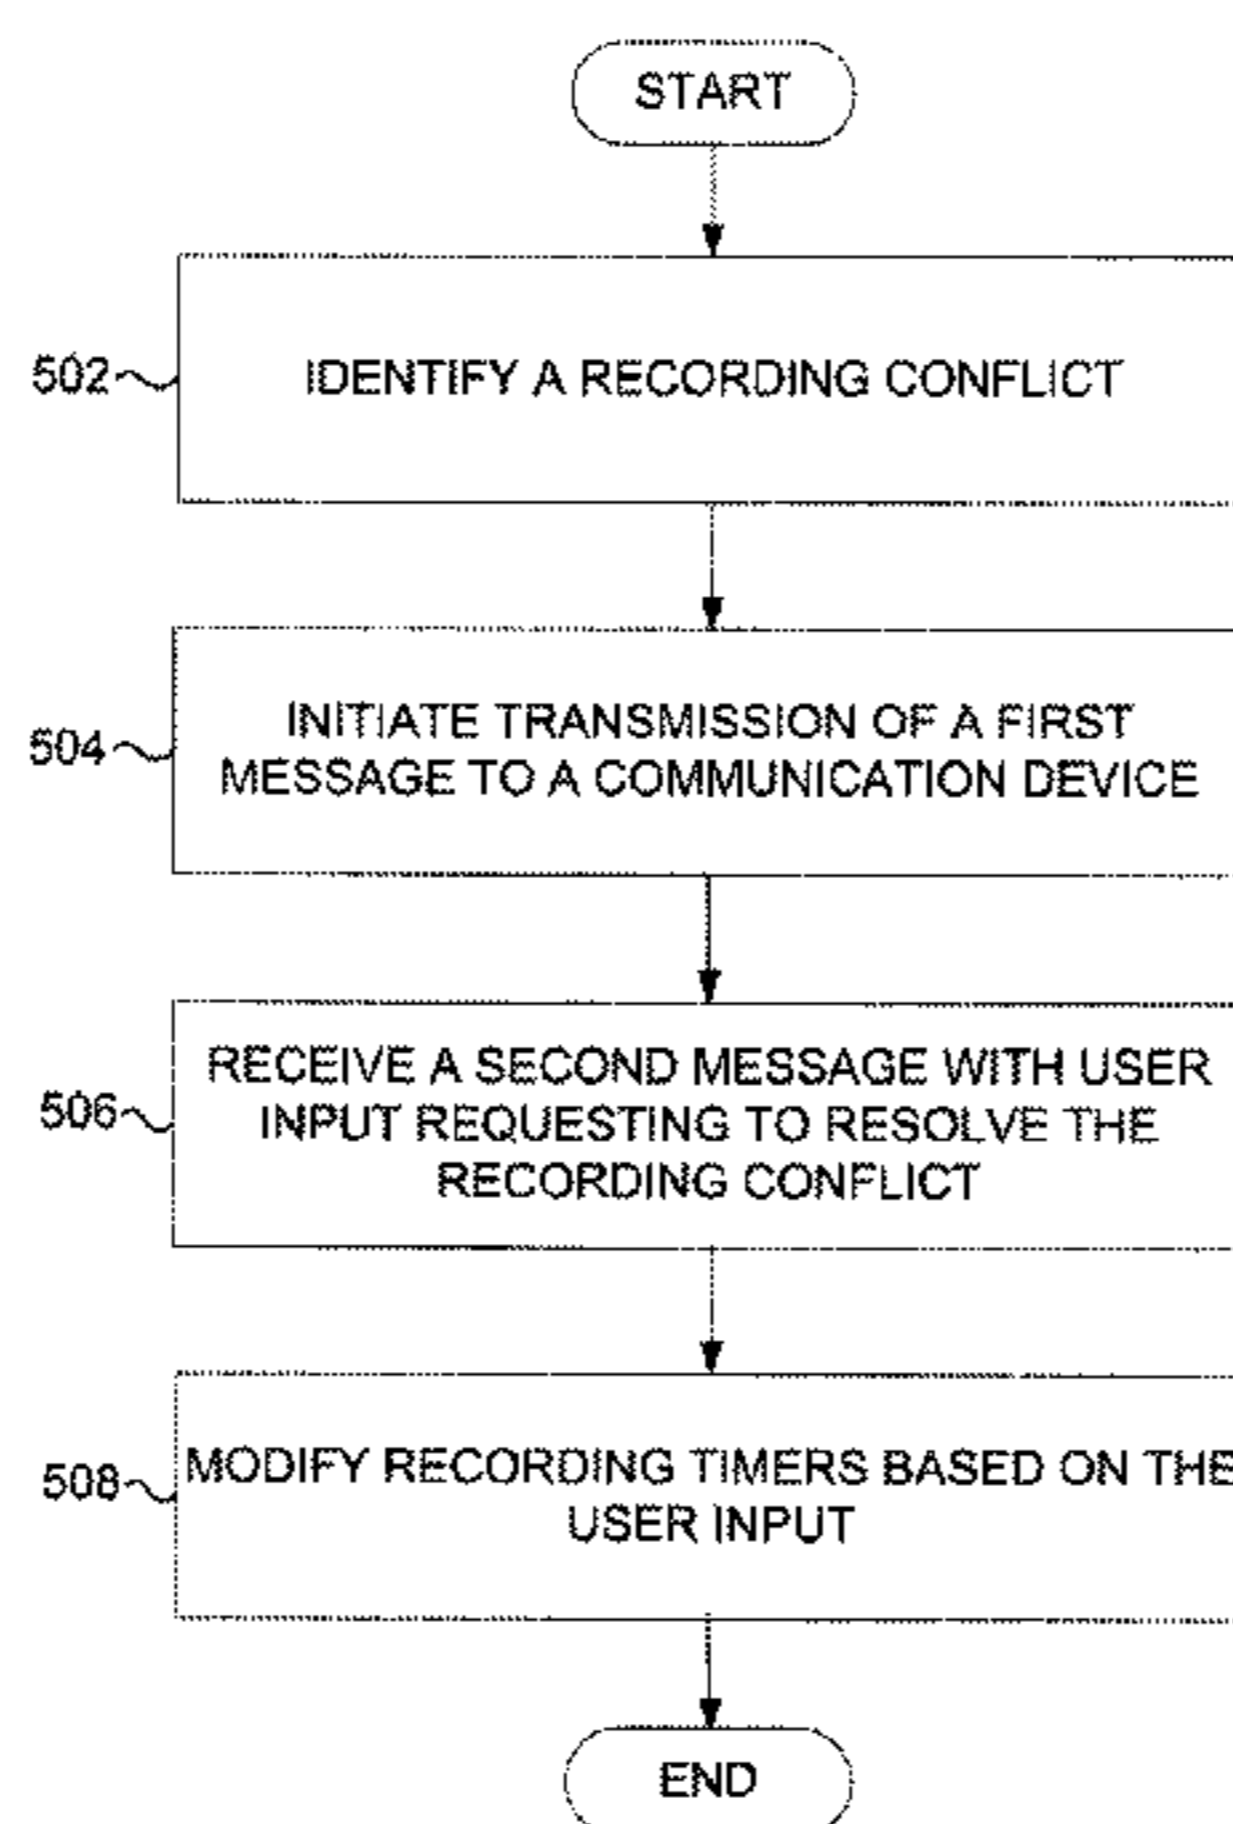 START
502
IDENTIFY A RECORDING CONFLICT
504
INITIATE TRANSMISSION OF A FIRST
MESSAGE TO A COMMUNICATION DEVICE
506
RECEIVE A SECOND MESSAGE WITH USER
INPUT REQUESTING TO RESOLVE THE
RECORDING CONFLICT
508
MODIFY RECORDING TIMERS BASED ON THE
USER INPUT
END